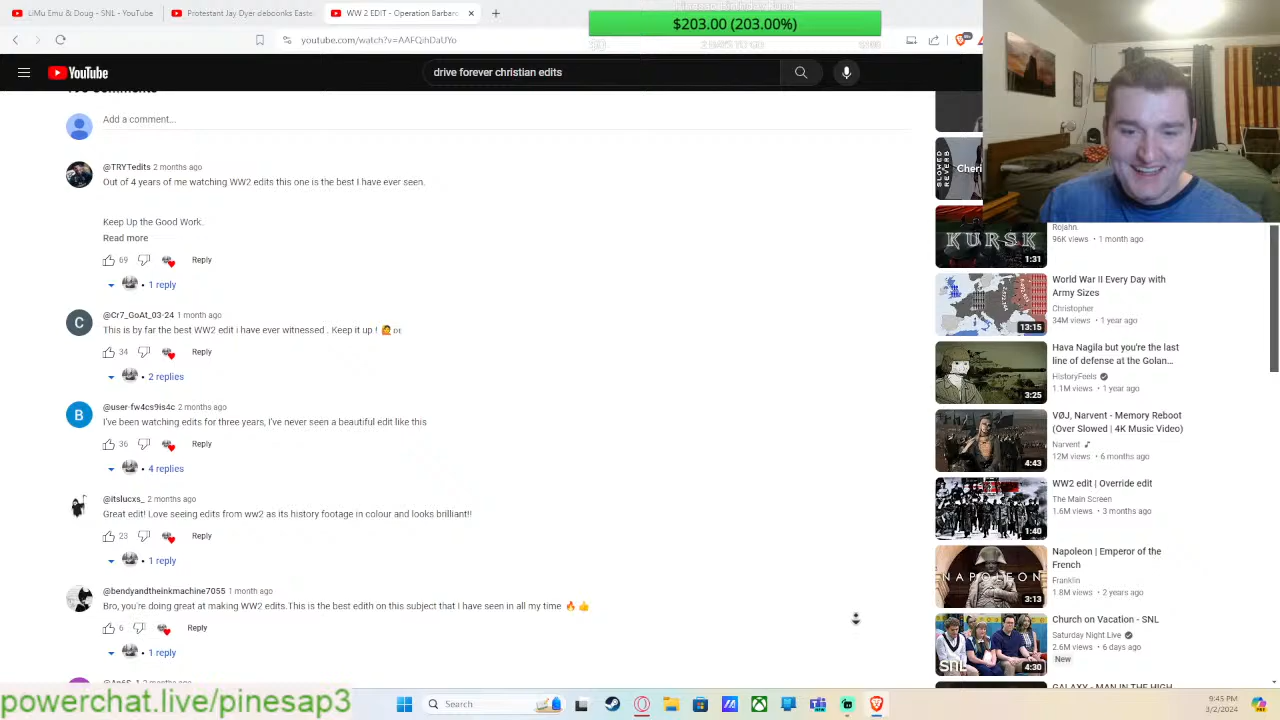 LiMu Emu & Doug - SNL - YouTube
Protestant Jay Dyer
WW 2 EDIT - Operation Barbaro
$203.00 (203.00%)
youtube.com/watch?v=AAFQihDaUYo
YouTube
drive forever christian edits
Add a comment...
@TRYTedits 2 months ago
Out of 4 years of me watching WW2 edits this one is the best I have ever seen.
Keep Up the Good Work.
Read more
69 Reply
1 reply
@Cr7_GoAt_03-24 1 month ago
This is by far the best WW2 edit i have ever witnessed . Keep it up !
34 Reply
2 replies
@user-fw4cs9is4c 2 months ago
I've been watching edits for three years, I've never seen a beautiful edit like this
36 Reply
4 replies
@itslucxs_ 2 months ago
Great edit! Love seeing edits from ww2 as its history footage in colour and looks brilliant!!
23 Reply
1 reply
@bendyandtheinkmachine7055 1 month ago
Bro, you're doing great at making WW2 edits, this is the best edit on this subject that I have seen in all my time 🔥👍
6 Reply
1 reply
SLOWED REVERB
Cheri
Rojahn.
96K views • 1 month ago
KURSK
1:31
World War II Every Day with
Army Sizes
Christopher
34M views • 1 year ago
13:15
Hava Nagila but you're the last
line of defense at the Golan...
HistoryFeels
1.1M views • 1 year ago
3:25
VØJ, Narvent - Memory Reboot
(Over Slowed | 4K Music Video)
Narvent
12M views • 6 months ago
4:43
WW2 edit | Override edit
The Main Screen
1.6M views • 3 months ago
1:40
Napoleon | Emperor of the
French
Franklin
1.8M views • 2 years ago
NAPOLEON
3:13
Church on Vacation - SNL
Saturday Night Live
2.6M views • 6 days ago
New
SNL
4:30
GALAXY - MAN IN THE HIGH
powerchat.live/pinesap3
Search
9:45 PM
3/2/2024